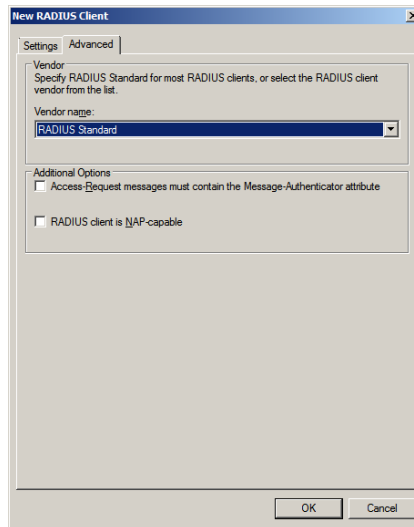 New RADIUS Client
Settings
Advanced
Vendor
Specify RADIUS Standard for most RADIUS clients, or select the RADIUS client
vendor from the list.
Vendor name:
RADIUS Standard
Additional Options
Access-Request messages must contain the Message-Authenticator attribute
RADIUS client is NAP-capable
OK
Cancel